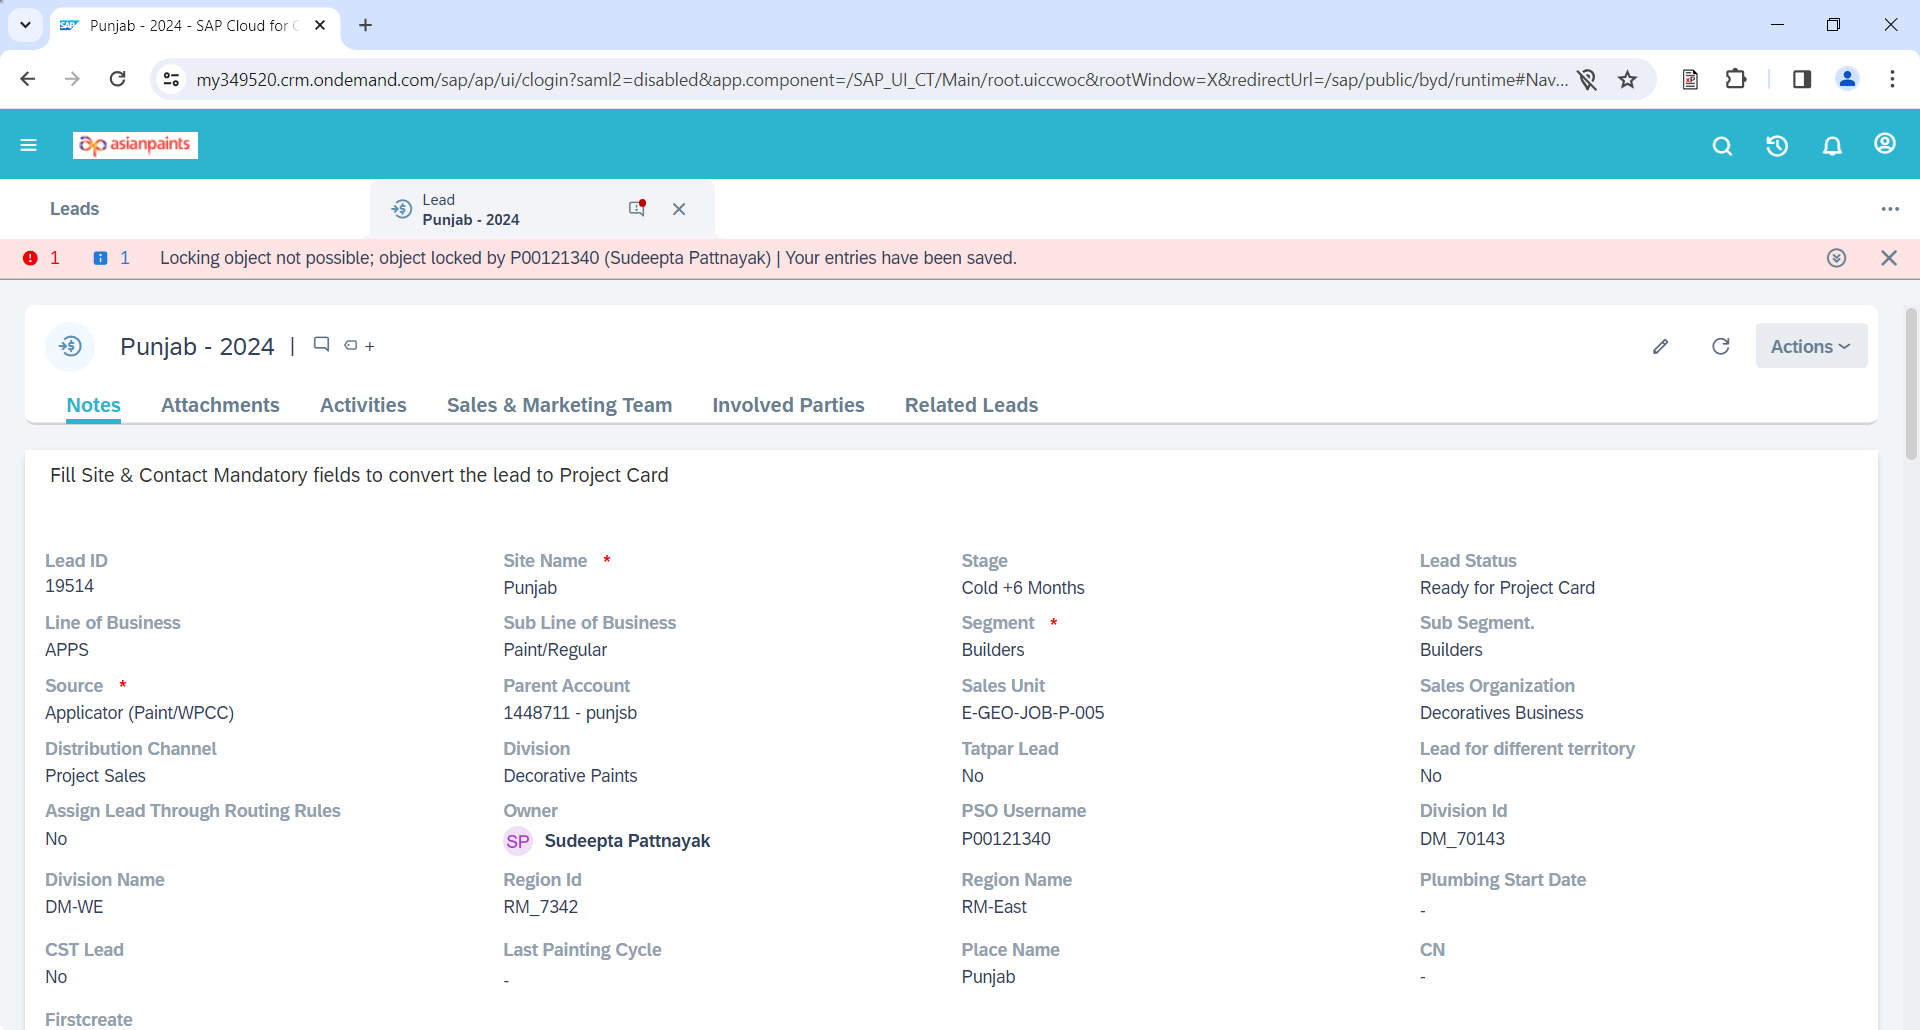 Punjab - 2024 - SAP Cloud for
my349520.crm.ondemand.com/sap/ap/ui/clogin?saml2=disabled&app.component=/SAP_UI_CT/Main/root.uiccwoc&rootWindow=X&redirectUrl=/sap/public/byd/runtime#Nav...
asianpaints
Leads
Lead
Punjab - 2024
1 1 Locking object not possible; object locked by P00121340 (Sudeepta Pattnayak) | Your entries have been saved.
Punjab - 2024 |
Actions
Notes Attachments Activities Sales & Marketing Team Involved Parties Related Leads
Fill Site & Contact Mandatory fields to convert the lead to Project Card
Lead ID Site Name * Stage Lead Status
19514 Punjab Cold +6 Months Ready for Project Card
Line of Business Sub Line of Business Segment * Sub Segment.
APPS Paint/Regular Builders Builders
Source * Parent Account Sales Unit Sales Organization
Applicator (Paint/WPCC) 1448711 - punjsb E-GEO-JOB-P-005 Decoratives Business
Distribution Channel Division Tatpar Lead Lead for different territory
Project Sales Decorative Paints No No
Assign Lead Through Routing Rules Owner PSO Username Division Id
No SP Sudeepta Pattnayak P00121340 DM_70143
Division Name Region Id Region Name Plumbing Start Date
DM-WE RM_7342 RM-East -
CST Lead Last Painting Cycle Place Name CN
No - Punjab -
Firstcreate